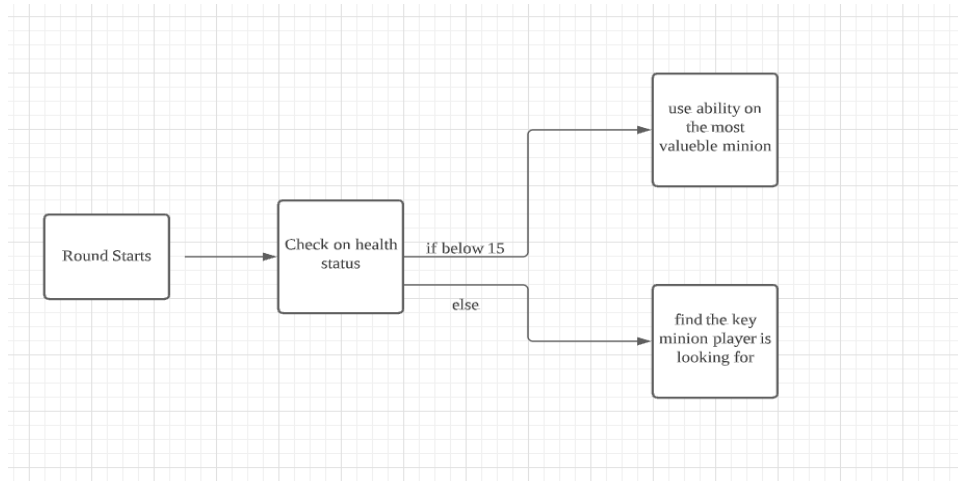 Round Starts
Check on health
status
if below 15
else
use ability on
the most
valueble minion
find the key
minion player is
looking for